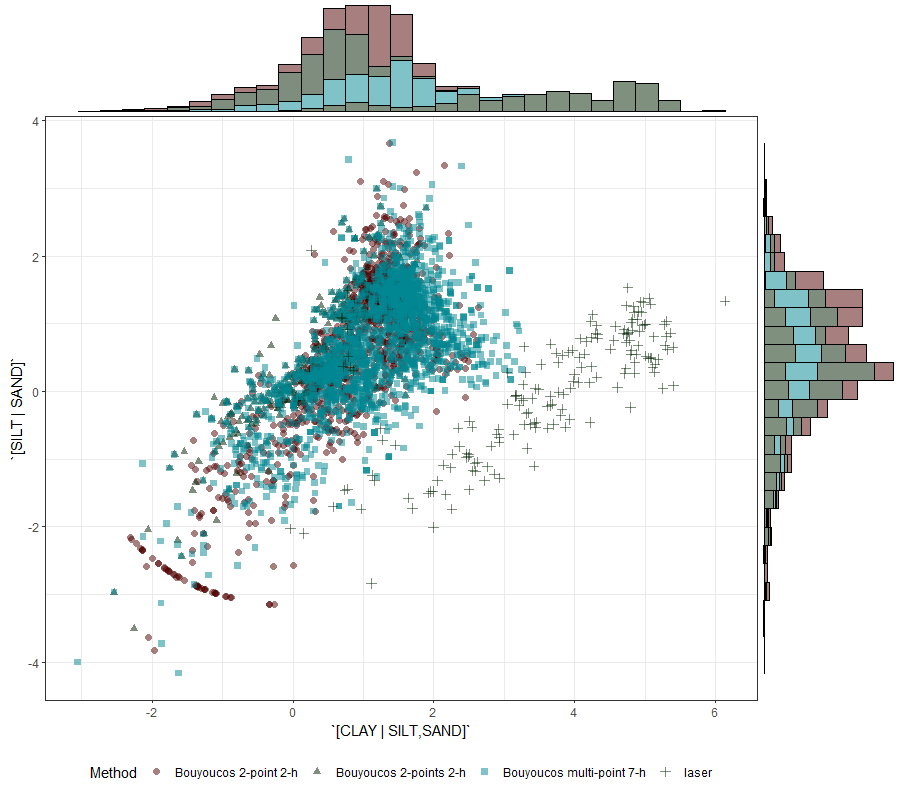 4
2
0
-2
-4
`[SILT | SAND]`
-2 0 2 4 6
`[CLAY | SILT,SAND]`
Method Bouyoucos 2-point 2-h Bouyoucos 2-points 2-h Bouyoucos multi-point 7-h laser